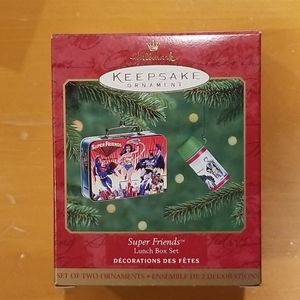 Hallmark
KEEPSAKE
ORNAMENT
SUPER FRIENDS
Super Friends™
Lunch Box Set
DÉCORATIONS DES FÊTES
SET OF TWO ORNAMENTS • ENSEMBLE DE 2 DÉCORATIONS